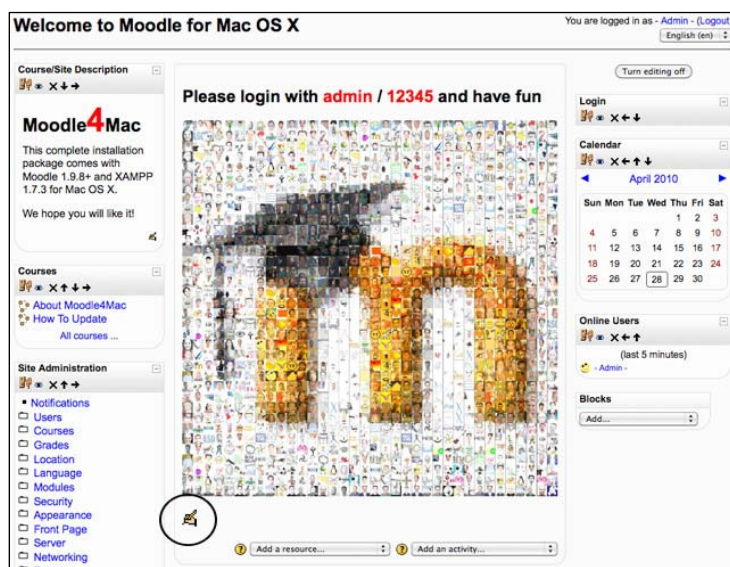 Welcome to Moodle for Mac OS X
You are logged in as - Admin - (Logout
English (en)
Course/Site Description
Moodle4Mac
This complete installation
package comes with
Moodle 1.9.8+ and XAMPP
1.7.3 for Mac OS X.
We hope you will like it!
Courses
About Moodle4Mac
How To Update
All courses ...
Site Administration
Notifications
Users
Courses
Grades
Location
Language
Modules
Security
Appearance
Front Page
Server
Networking
Please login with admin / 12345 and have fun
Add a resource...
Add an activity...
Turn editing off
Login
Calendar
April 2010
Sun Mon Tue Wed Thu Fri Sat
1 2 3
4 5 6 7 8 9 10
11 12 13 14 15 16 17
18 19 20 21 22 23 24
25 26 27 28 29 30
Online Users
(last 5 minutes)
- Admin -
Blocks
Add...